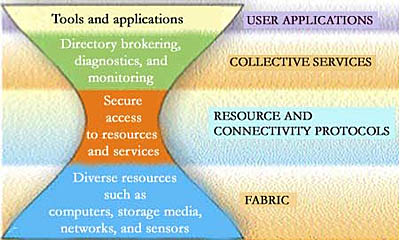 Tools and applications
USER APPLICATIONS
Directory brokering,
diagnostics, and
monitoring
COLLECTIVE SERVICES
Secure
access
to resources
and services
RESOURCE AND
CONNECTIVITY PROTOCOLS
Diverse resources
such as
computers, storage media,
networks, and sensors
FABRIC